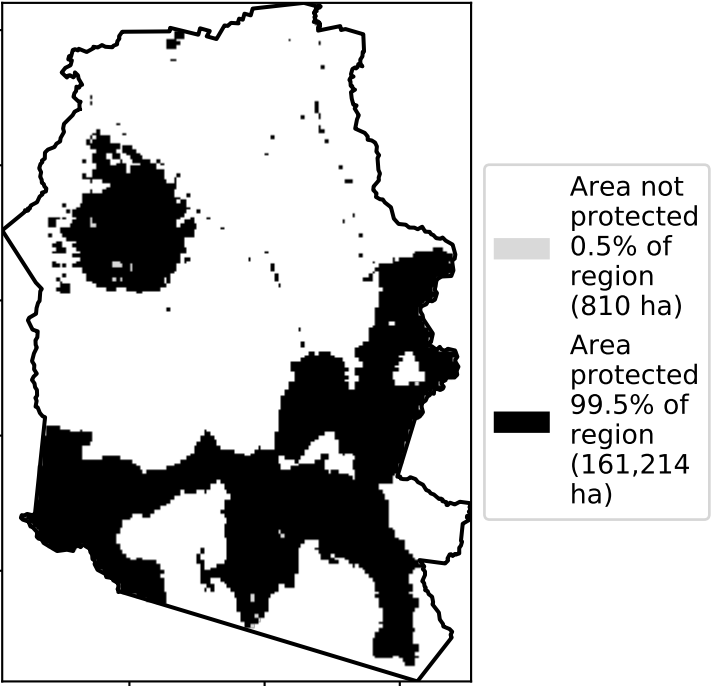 Area not
protected
0.5% of
region
(810 ha)
Area
protected
99.5% of
region
(161,214
ha)